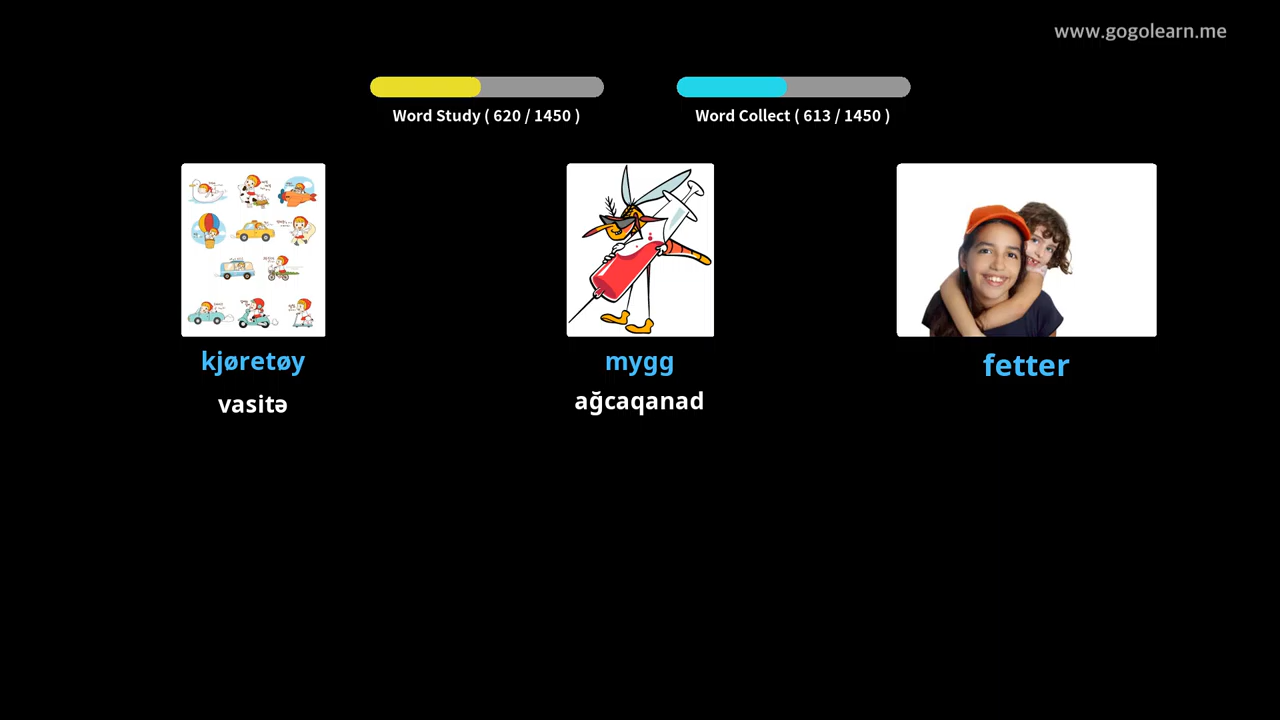 www.gogolearn.me
Word Study ( 620 / 1450 )
Word Collect ( 613 / 1450 )
kjøretøy
mygg
fetter
vasitə
ağcaqanad